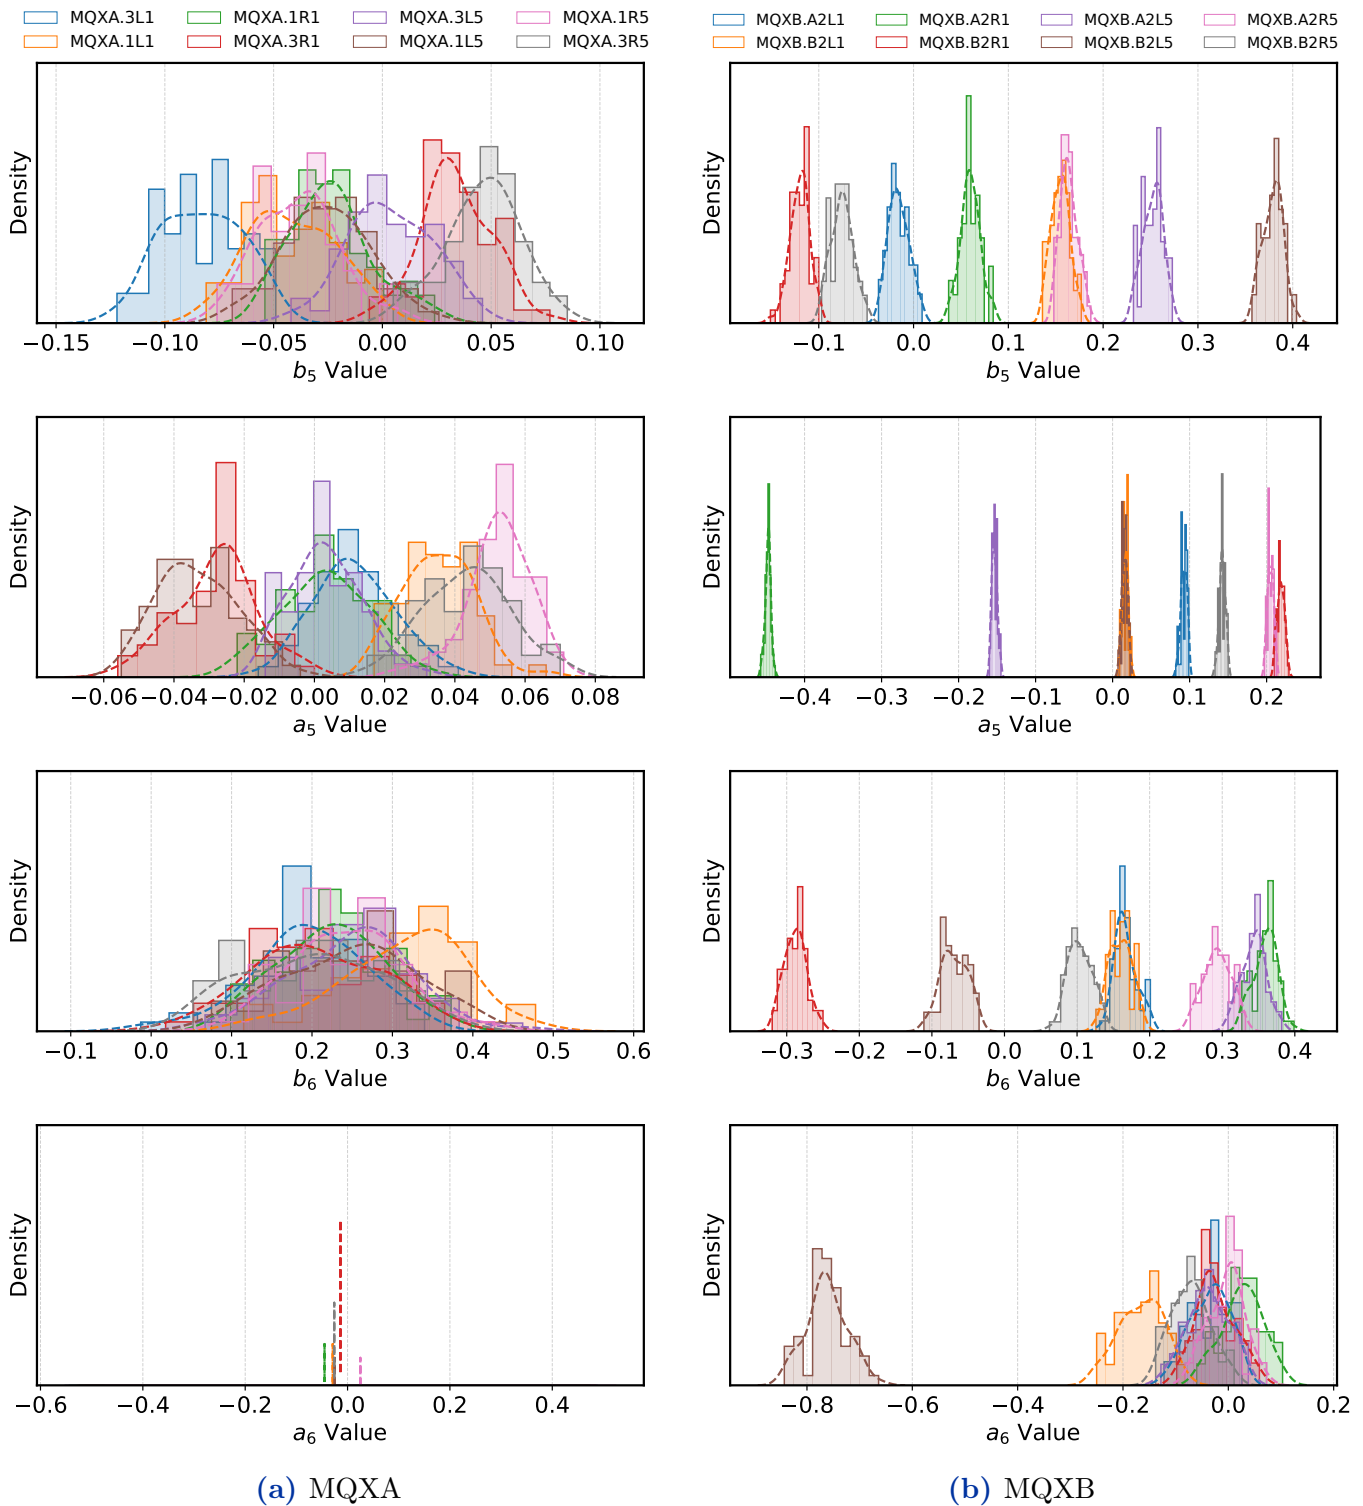 MQXA.3L1 MQXA.1R1 MQXA.3L5 MQXA.1R5
MQXA.1L1 MQXA.3R1 MQXA.1L5 MQXA.3R5
MQXB.A2L1 MQXB.A2R1 MQXB.A2L5 MQXB.A2R5
MQXB.B2L1 MQXB.B2R1 MQXB.B2L5 MQXB.B2R5
Density
−0.15 −0.10 −0.05 0.00 0.05 0.10
b₅ Value
Density
−0.1 0.0 0.1 0.2 0.3 0.4
b₅ Value
Density
−0.06 −0.04 −0.02 0.00 0.02 0.04 0.06 0.08
a₅ Value
Density
−0.4 −0.3 −0.2 −0.1 0.0 0.1 0.2
a₅ Value
Density
−0.1 0.0 0.1 0.2 0.3 0.4 0.5 0.6
b₆ Value
Density
−0.3 −0.2 −0.1 0.0 0.1 0.2 0.3 0.4
b₆ Value
Density
−0.6 −0.4 −0.2 0.0 0.2 0.4
a₆ Value
Density
−0.8 −0.6 −0.4 −0.2 0.0 0.2
a₆ Value
(a) MQXA
(b) MQXB